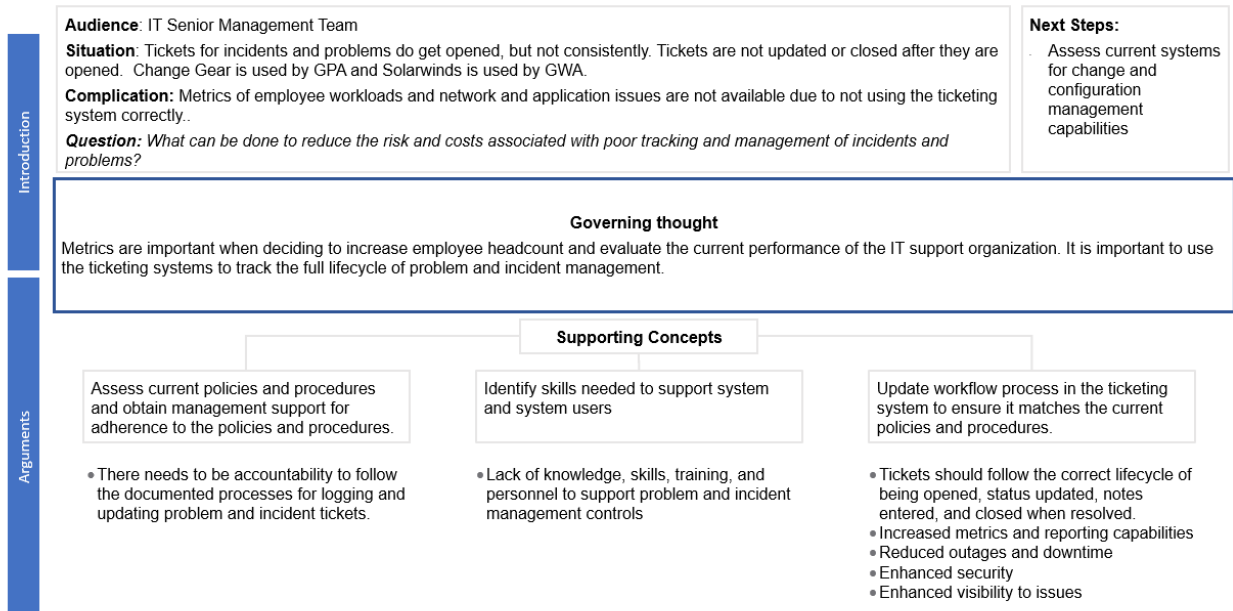 Introduction
Audience: IT Senior Management Team
Situation: Tickets for incidents and problems do get opened, but not consistently. Tickets are not updated or closed after they are
opened.  Change Gear is used by GPA and Solarwinds is used by GWA.
Complication: Metrics of employee workloads and network and application issues are not available due to not using the ticketing
system correctly..
Question: What can be done to reduce the risk and costs associated with poor tracking and management of incidents and
problems?
Next Steps:
. Assess current systems
for change and
configuration
management
capabilities
Governing thought
Metrics are important when deciding to increase employee headcount and evaluate the current performance of the IT support organization. It is important to use
the ticketing systems to track the full lifecycle of problem and incident management.
Arguments
Supporting Concepts
Assess current policies and procedures
and obtain management support for
adherence to the policies and procedures.
• There needs to be accountability to follow
the documented processes for logging and
updating problem and incident tickets.
Identify skills needed to support system
and system users
• Lack of knowledge, skills, training, and
personnel to support problem and incident
management controls
Update workflow process in the ticketing
system to ensure it matches the current
policies and procedures.
• Tickets should follow the correct lifecycle of
being opened, status updated, notes
entered, and closed when resolved.
• Increased metrics and reporting capabilities
• Reduced outages and downtime
• Enhanced security
• Enhanced visibility to issues